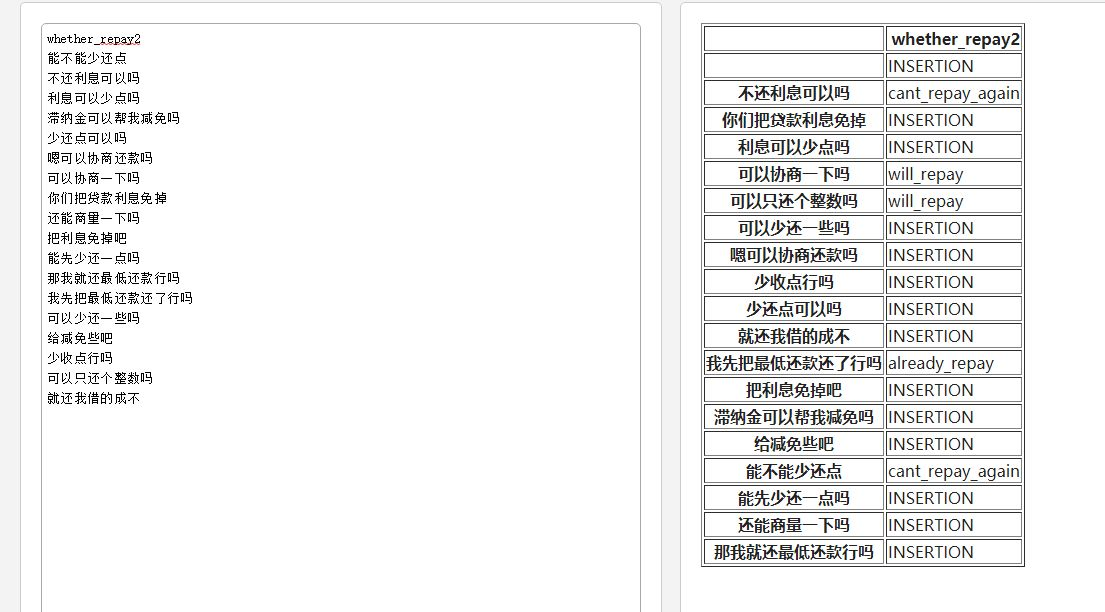 whether_repay2
能不能少还点
不还利息可以吗
利息可以少点吗
滞纳金可以帮我减免吗
少还点可以吗
嗯可以协商还款吗
可以协商一下吗
你们把贷款利息免掉
还能商量一下吗
把利息免掉吧
能先少还一点吗
那我就还最低还款行吗
我先把最低还款还了行吗
可以少还一些吗
给减免些吧
少收点行吗
可以只还个整数吗
就还我借的成不
whether_repay2
INSERTION
不还利息可以吗 cant_repay_again
你们把贷款利息免掉 INSERTION
利息可以少点吗 INSERTION
可以协商一下吗 will_repay
可以只还个整数吗 will_repay
可以少还一些吗 INSERTION
嗯可以协商还款吗 INSERTION
少收点行吗 INSERTION
少还点可以吗 INSERTION
就还我借的成不 INSERTION
我先把最低还款还了行吗 already_repay
把利息免掉吧 INSERTION
滞纳金可以帮我减免吗 INSERTION
给减免些吧 INSERTION
能不能少还点 cant_repay_again
能先少还一点吗 INSERTION
还能商量一下吗 INSERTION
那我就还最低还款行吗 INSERTION